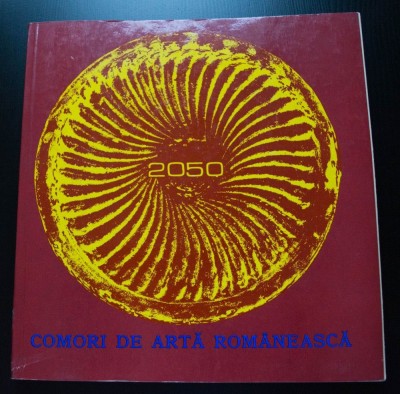 2050
COMORI DE ARTĂ ROMÂNEASCĂ